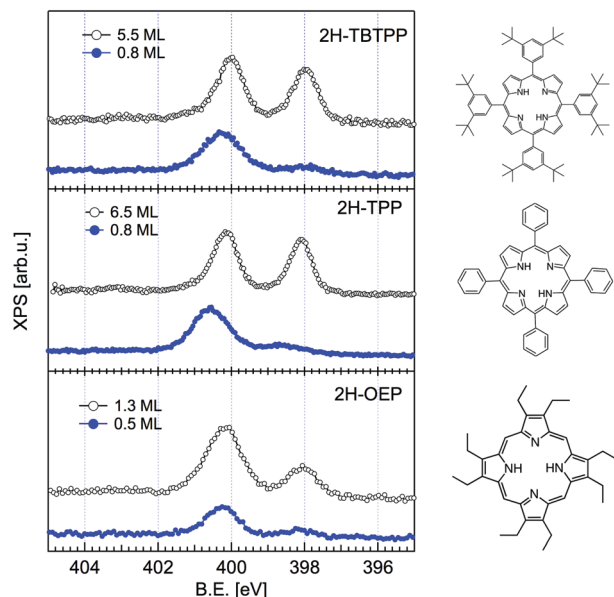 XPS [arb.u.]
5.5 ML
0.8 ML
2H-TBTPP
NH N
N HN
6.5 ML
0.8 ML
2H-TPP
NH N
N HN
1.3 ML
0.5 ML
2H-OEP
N
NH HN
N
404 402 400 398 396
B.E. [eV]